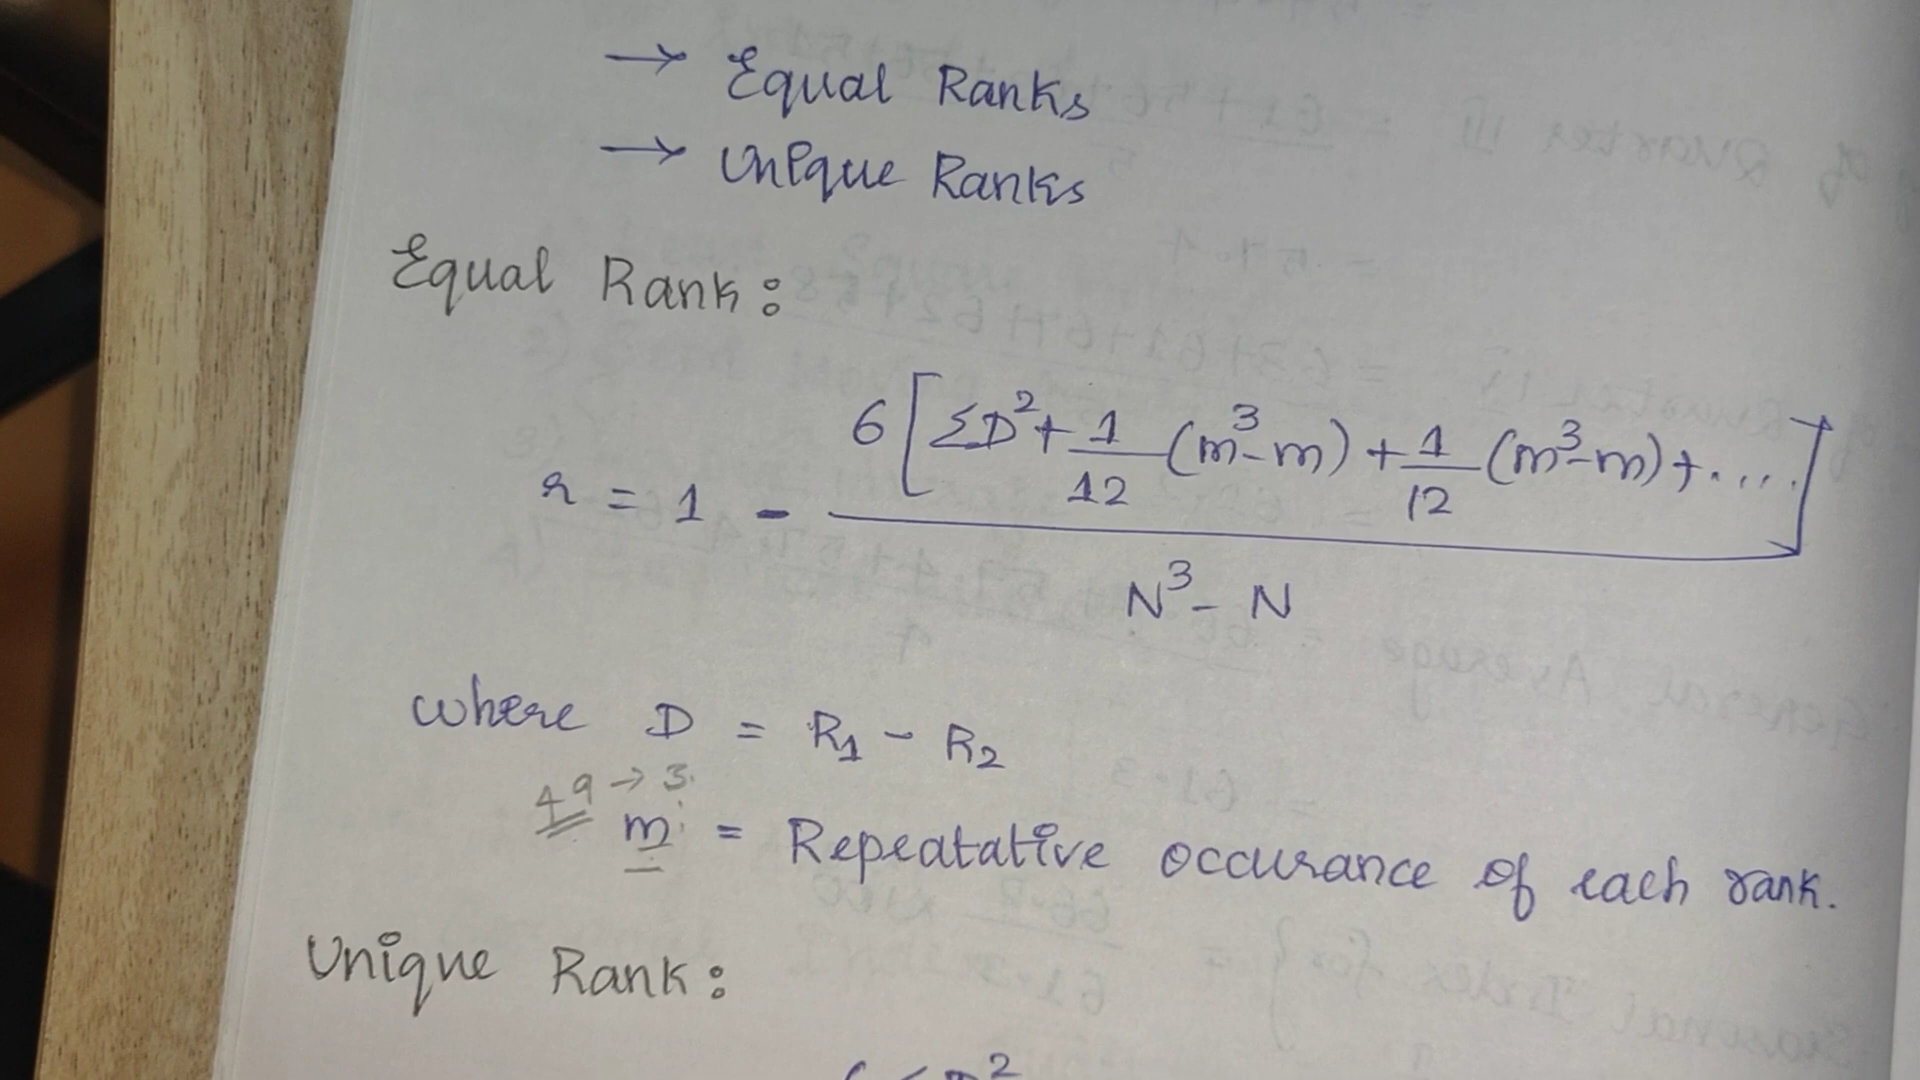 → Equal Ranks
→ Unique Ranks
Equal Rank:
r = 1 - 6[ΣD²+ 1/12 (m³-m) + 1/12 (m³-m)+.....] / N³- N
where D = R₁ - R₂
49 → 3.
m = Repeatative occurance of each rank.
Unique Rank: